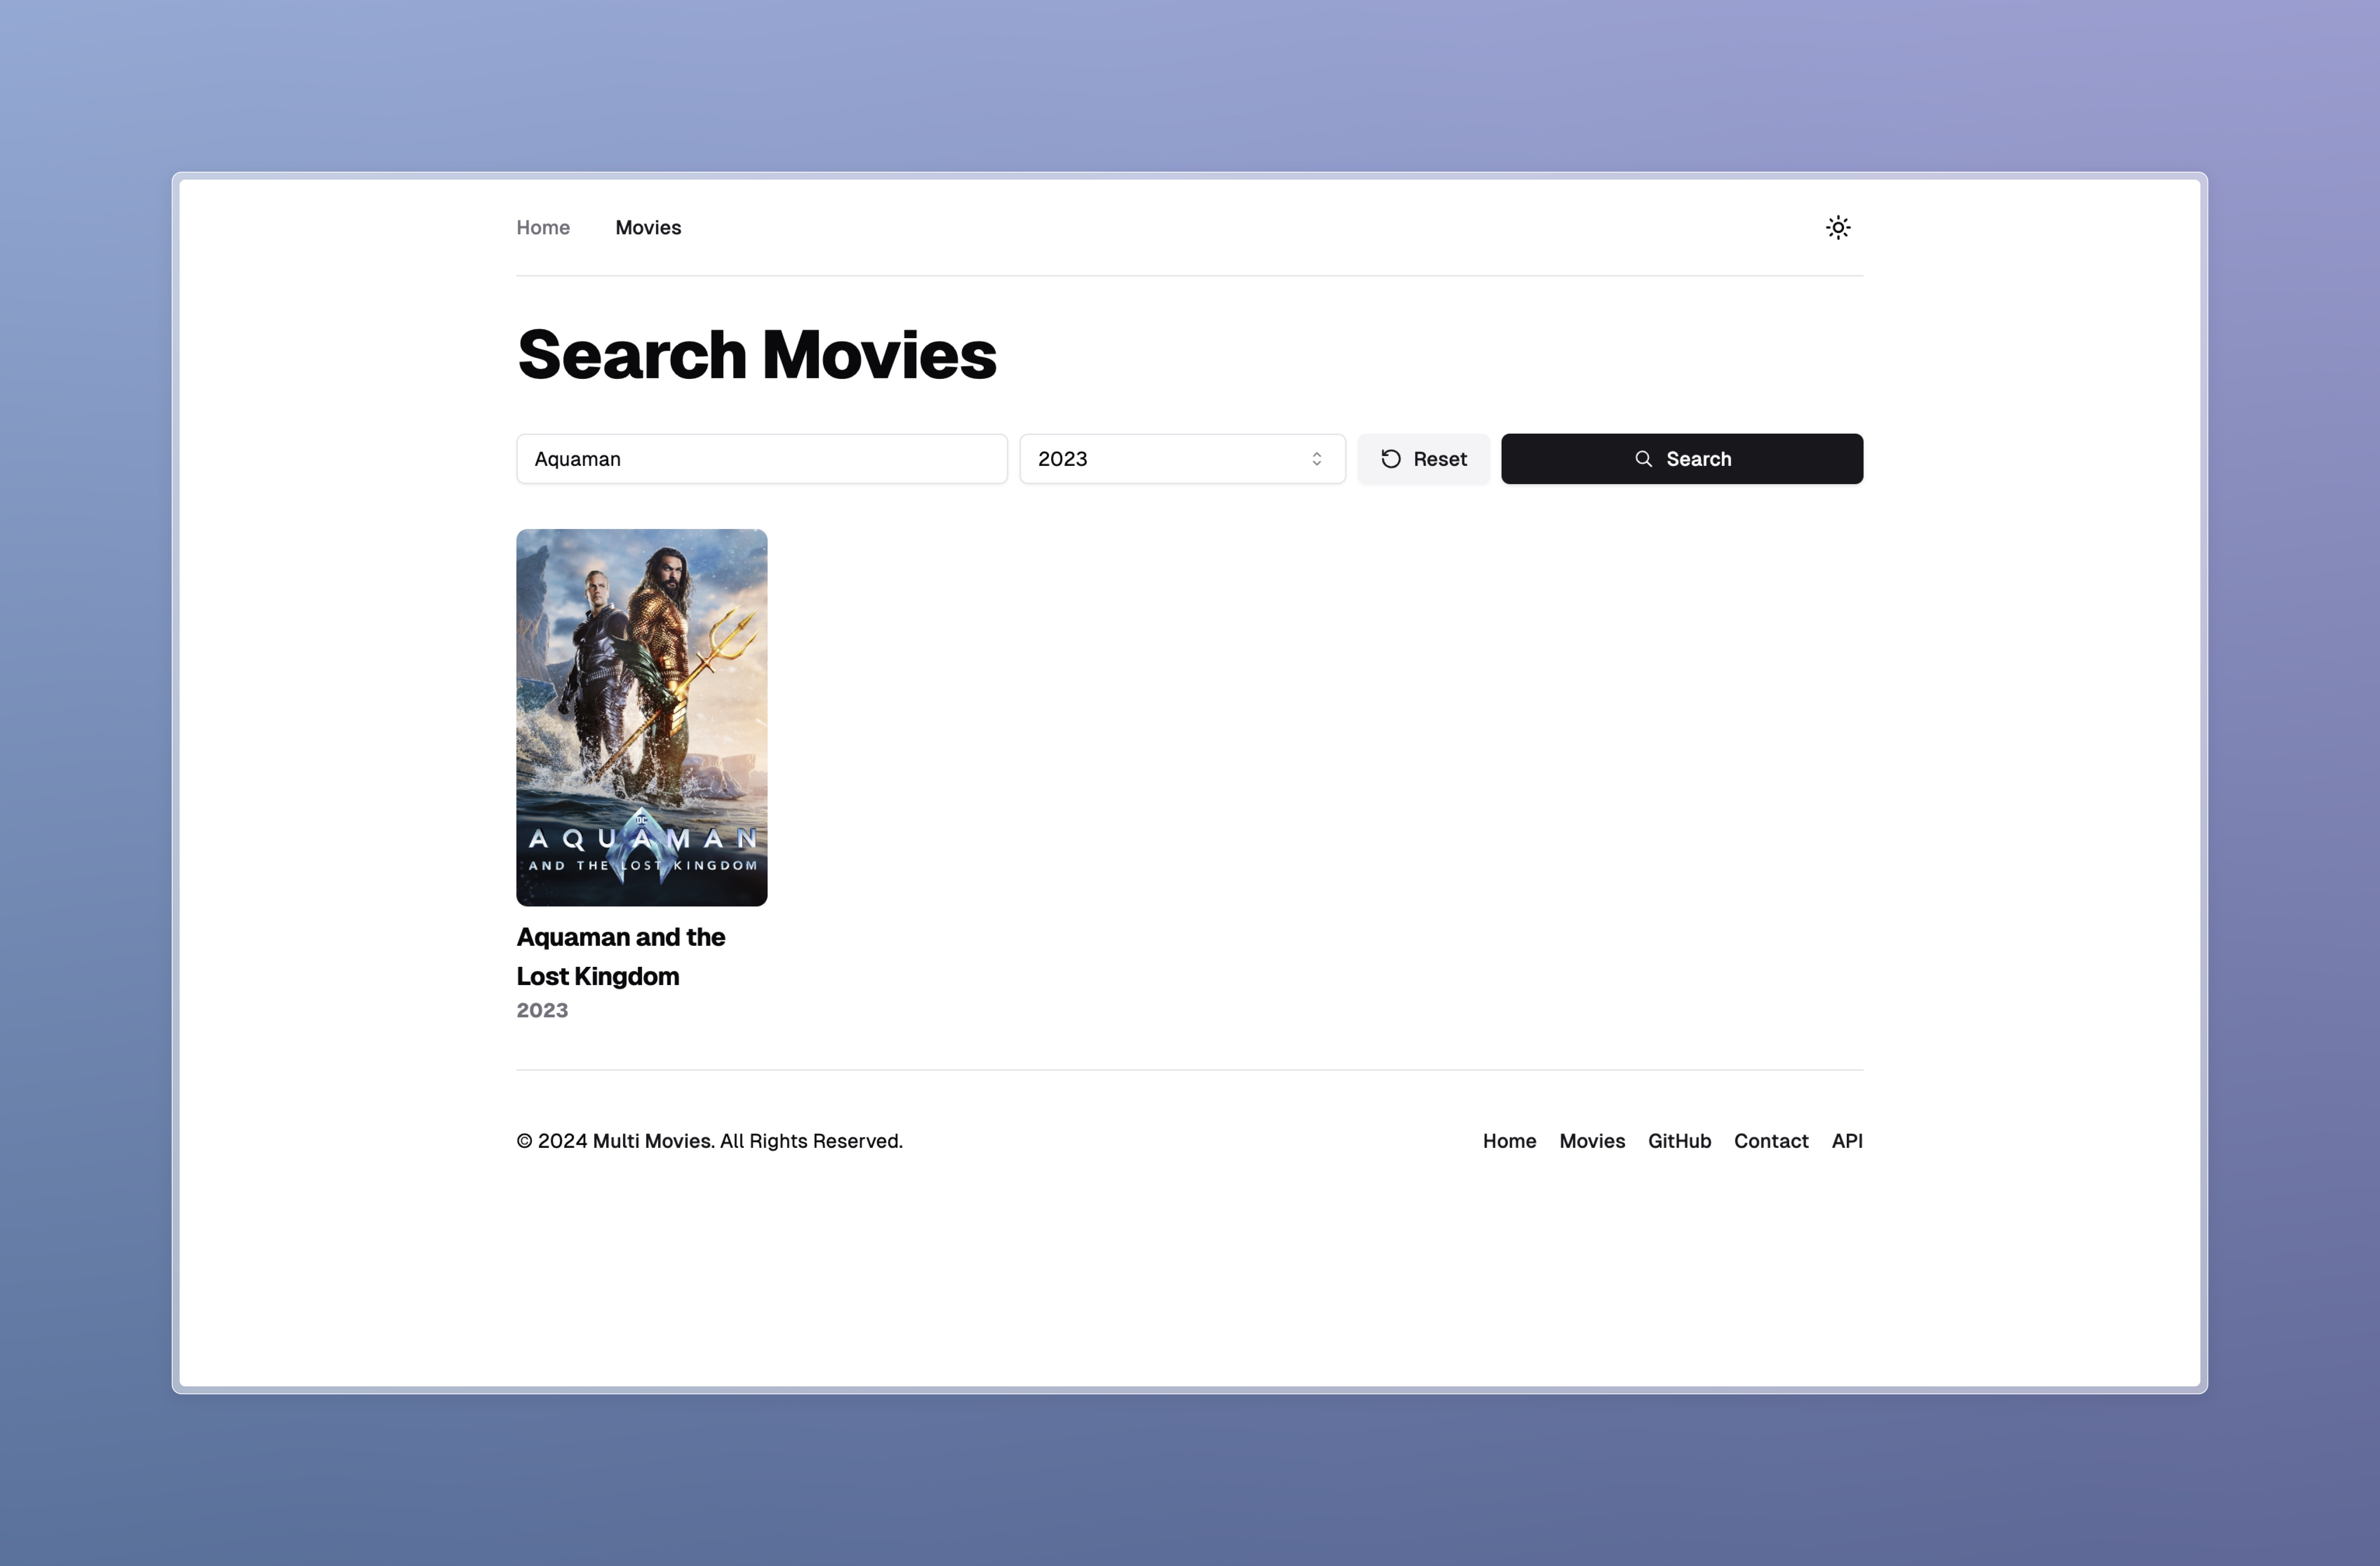 Home Movies
Search Movies
Aquaman 2023 Reset Search
DC
AQUAMAN
AND THE LOST KINGDOM
Aquaman and the
Lost Kingdom
2023
© 2024 Multi Movies. All Rights Reserved. Home Movies GitHub Contact API